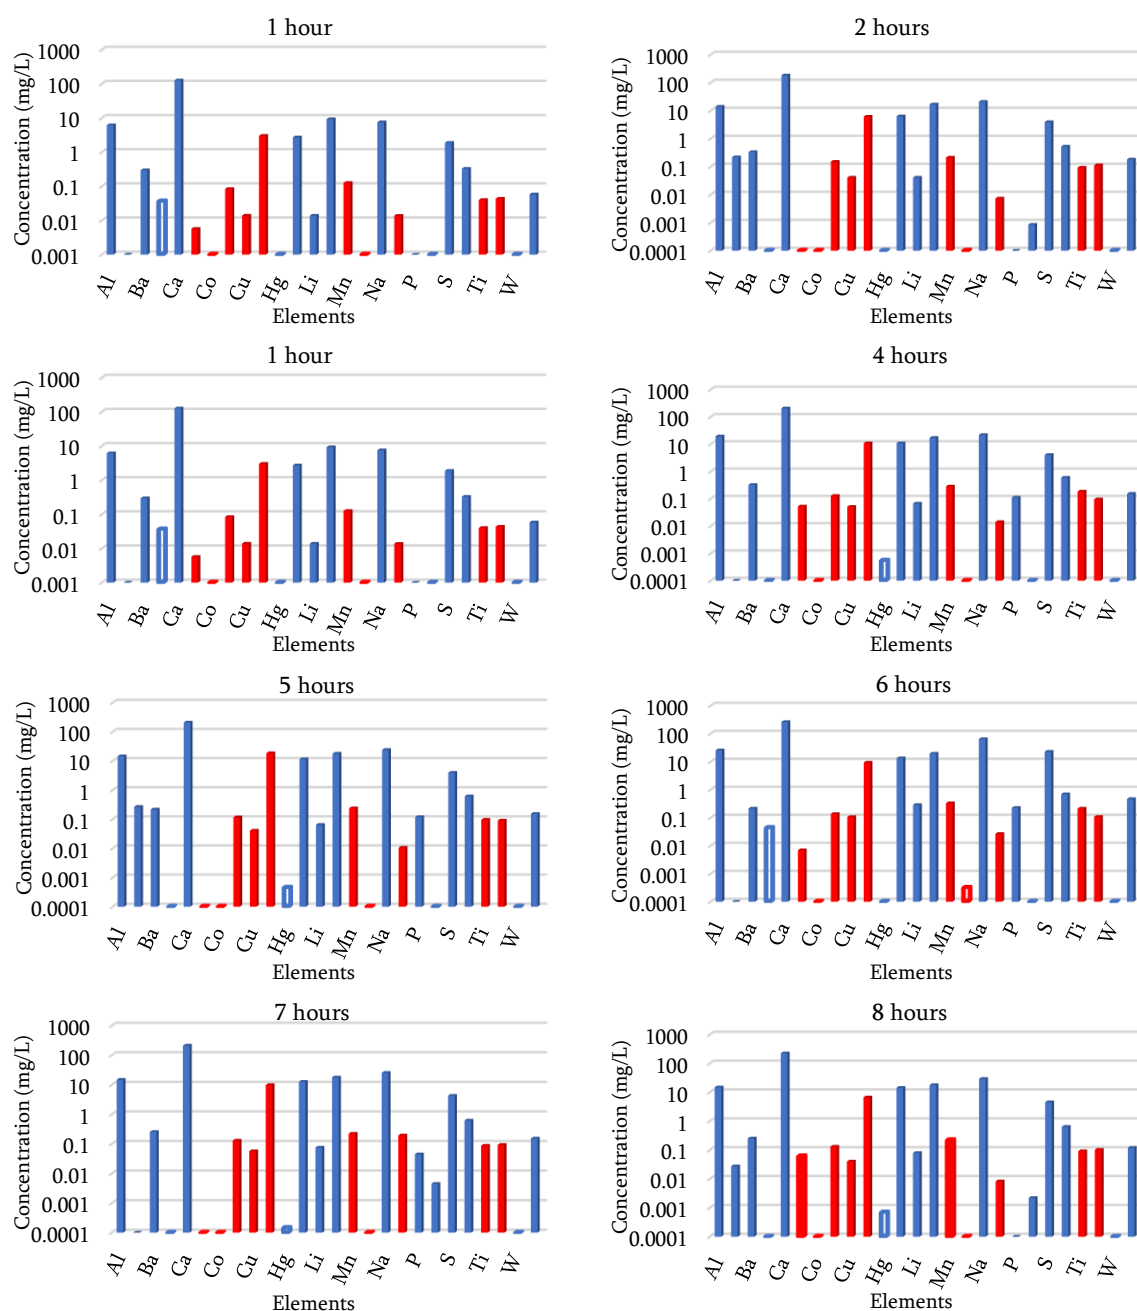 1 hour
Concentration (mg/L)
1000
100
10
1
0.1
0.01
0.001
Al Ba Ca Co Cu Hg Li Mn Na P S Ti W
Elements
2 hours
Concentration (mg/L)
1000
100
10
1
0.1
0.01
0.001
0.0001
Al Ba Ca Co Cu Hg Li Mn Na P S Ti W
Elements
1 hour
Concentration (mg/L)
1000
100
10
1
0.1
0.01
0.001
Al Ba Ca Co Cu Hg Li Mn Na P S Ti W
Elements
4 hours
Concentration (mg/L)
1000
100
10
1
0.1
0.01
0.001
0.0001
Al Ba Ca Co Cu Hg Li Mn Na P S Ti W
Elements
5 hours
Concentration (mg/L)
1000
100
10
1
0.1
0.01
0.001
0.0001
Al Ba Ca Co Cu Hg Li Mn Na P S Ti W
Elements
6 hours
Concentration (mg/L)
1000
100
10
1
0.1
0.01
0.001
0.0001
Al Ba Ca Co Cu Hg Li Mn Na P S Ti W
Elements
7 hours
Concentration (mg/L)
1000
100
10
1
0.1
0.01
0.001
0.0001
Al Ba Ca Co Cu Hg Li Mn Na P S Ti W
Elements
8 hours
Concentration (mg/L)
1000
100
10
1
0.1
0.01
0.001
0.0001
Al Ba Ca Co Cu Hg Li Mn Na P S Ti W
Elements